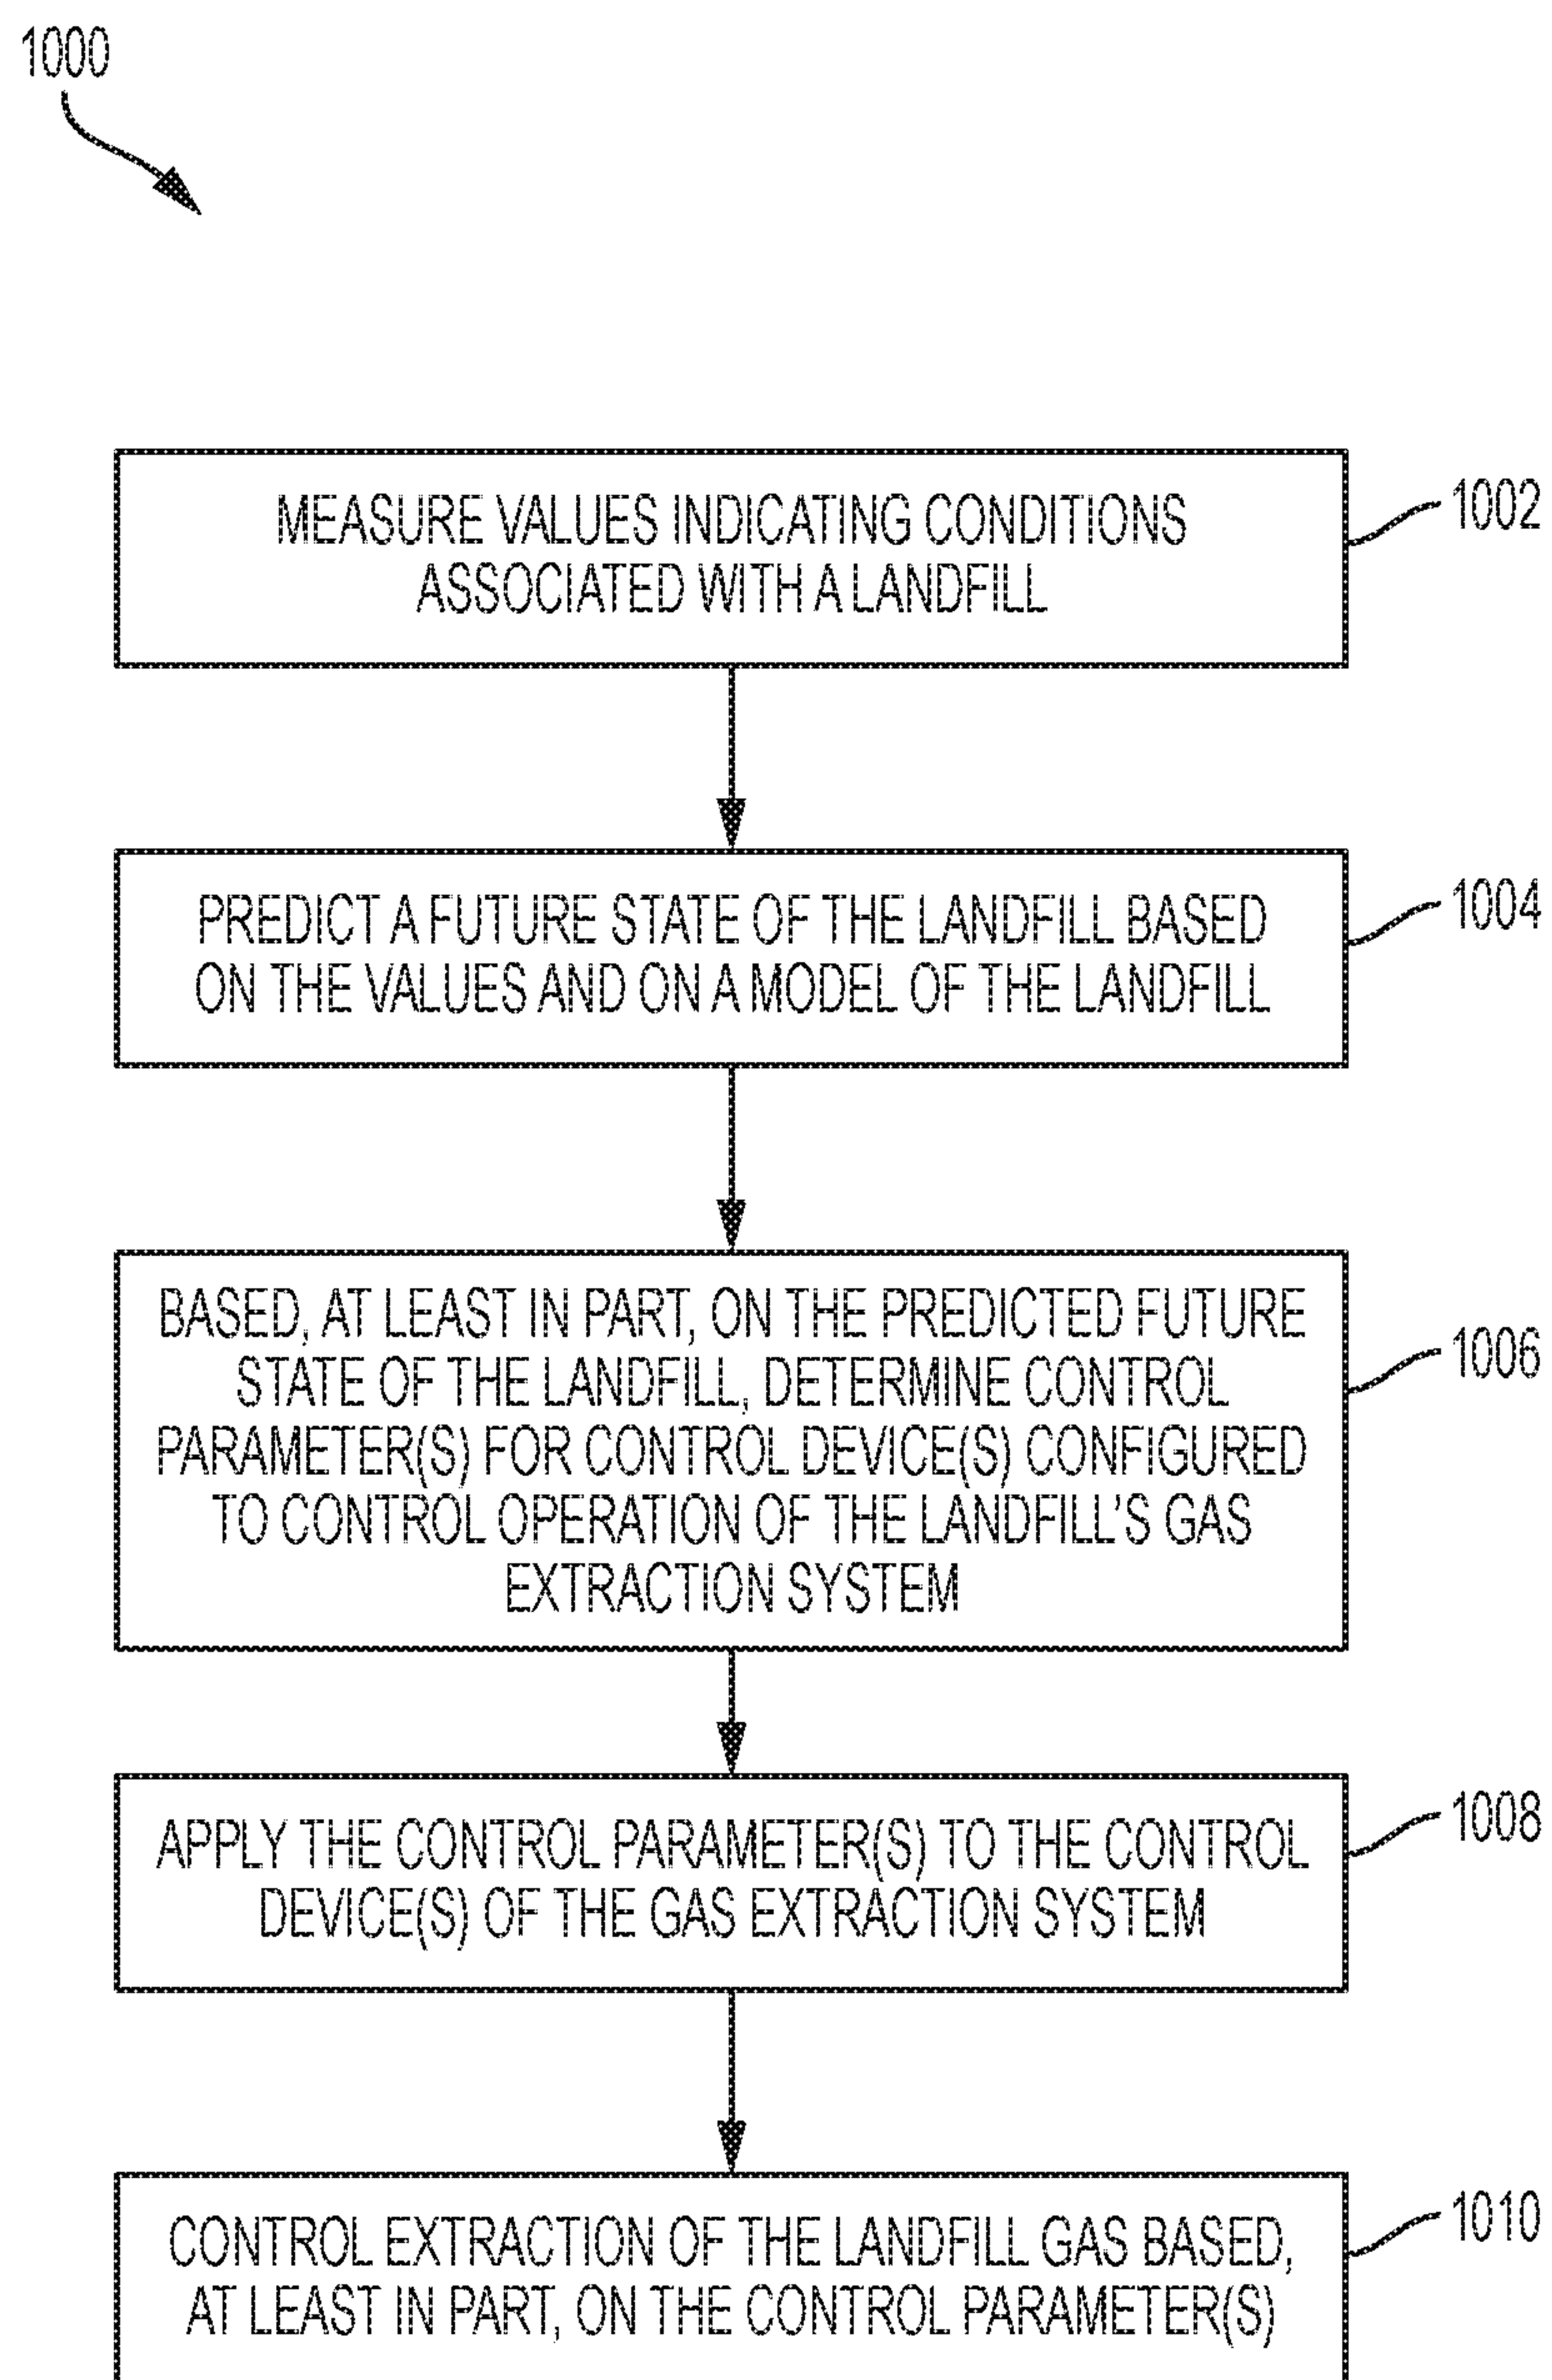 1000
MEASURE VALUES INDICATING CONDITIONS
ASSOCIATED WITH A LANDFILL
1002
PREDICT A FUTURE STATE OF THE LANDFILL BASED
ON THE VALUES AND ON A MODEL OF THE LANDFILL
1004
BASED, AT LEAST IN PART, ON THE PREDICTED FUTURE
STATE OF THE LANDFILL, DETERMINE CONTROL
PARAMETER(S) FOR CONTROL DEVICE(S) CONFIGURED
TO CONTROL OPERATION OF THE LANDFILL'S GAS
EXTRACTION SYSTEM
1006
APPLY THE CONTROL PARAMETER(S) TO THE CONTROL
DEVICE(S) OF THE GAS EXTRACTION SYSTEM
1008
CONTROL EXTRACTION OF THE LANDFILL GAS BASED,
AT LEAST IN PART, ON THE CONTROL PARAMETER(S)
1010